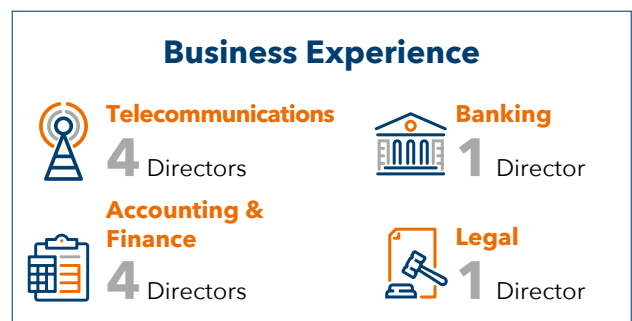 Business Experience
Telecommunications
4 Directors
Banking
1 Director
Accounting &
Finance
4 Directors
Legal
1 Director